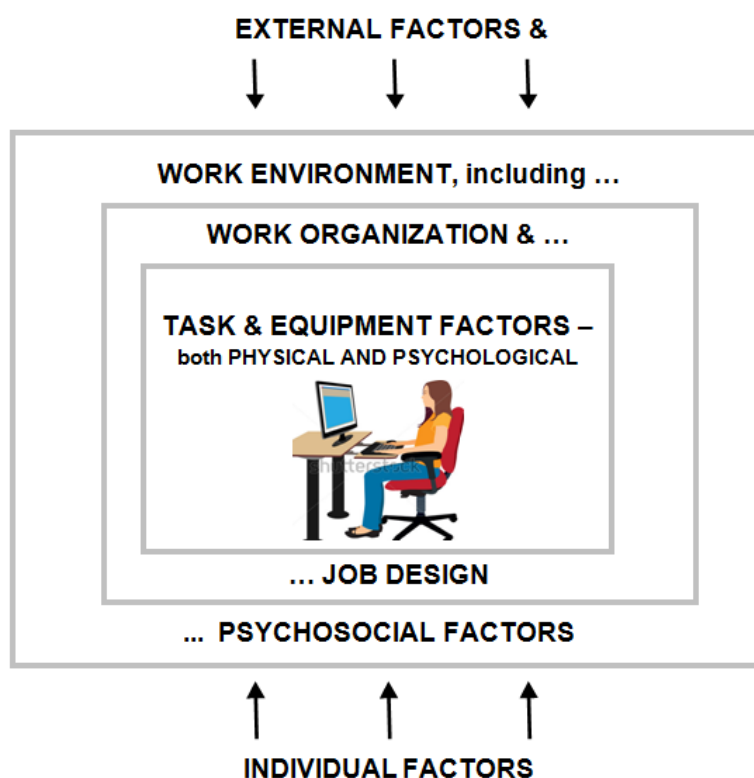 EXTERNAL FACTORS &
WORK ENVIRONMENT, including …
WORK ORGANIZATION & …
TASK & EQUIPMENT FACTORS –
both PHYSICAL AND PSYCHOLOGICAL
shutterstock
… JOB DESIGN
... PSYCHOSOCIAL FACTORS
INDIVIDUAL FACTORS